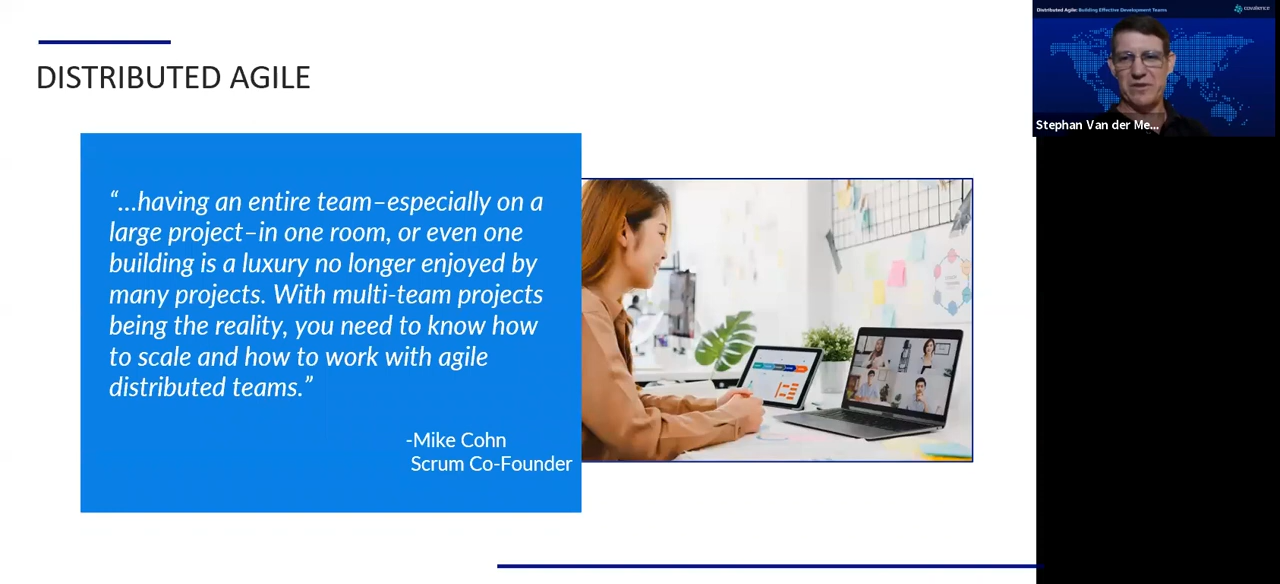 DISTRIBUTED AGILE
“…having an entire team–especially on a
large project–in one room, or even one
building is a luxury no longer enjoyed by
many projects. With multi-team projects
being the reality, you need to know how
to scale and how to work with agile
distributed teams.”
-Mike Cohn
Scrum Co-Founder
Distributed Agile: Building Effective Development Teams
covalence
Stephan Van der Me...